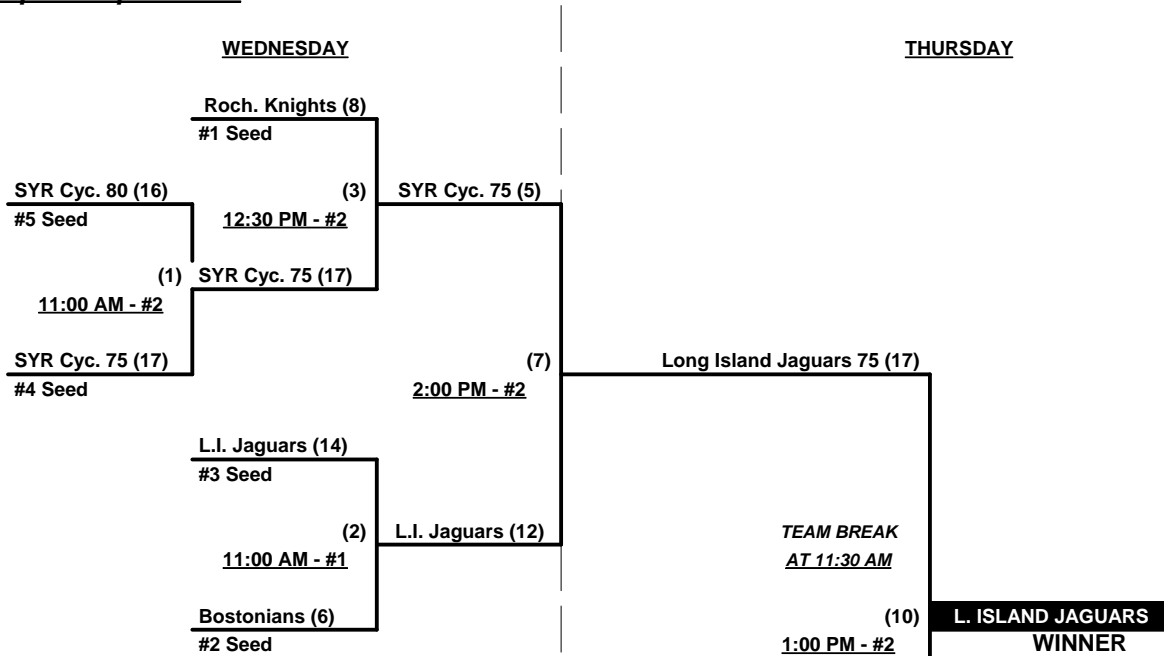 WEDNESDAY THURSDAY
Roch. Knights (8)
#1 Seed
SYR Cyc. 80 (16) (3) SYR Cyc. 75 (5)
#5 Seed 12:30 PM - #2
(1) SYR Cyc. 75 (17)
11:00 AM - #2
SYR Cyc. 75 (17) (7) Long Island Jaguars 75 (17)
#4 Seed 2:00 PM - #2
L.I. Jaguars (14)
#3 Seed
(2) L.I. Jaguars (12) TEAM BREAK
11:00 AM - #1 AT 11:30 AM
Bostonians (6) (10) L. ISLAND JAGUARS
#2 Seed 1:00 PM - #2 WINNER